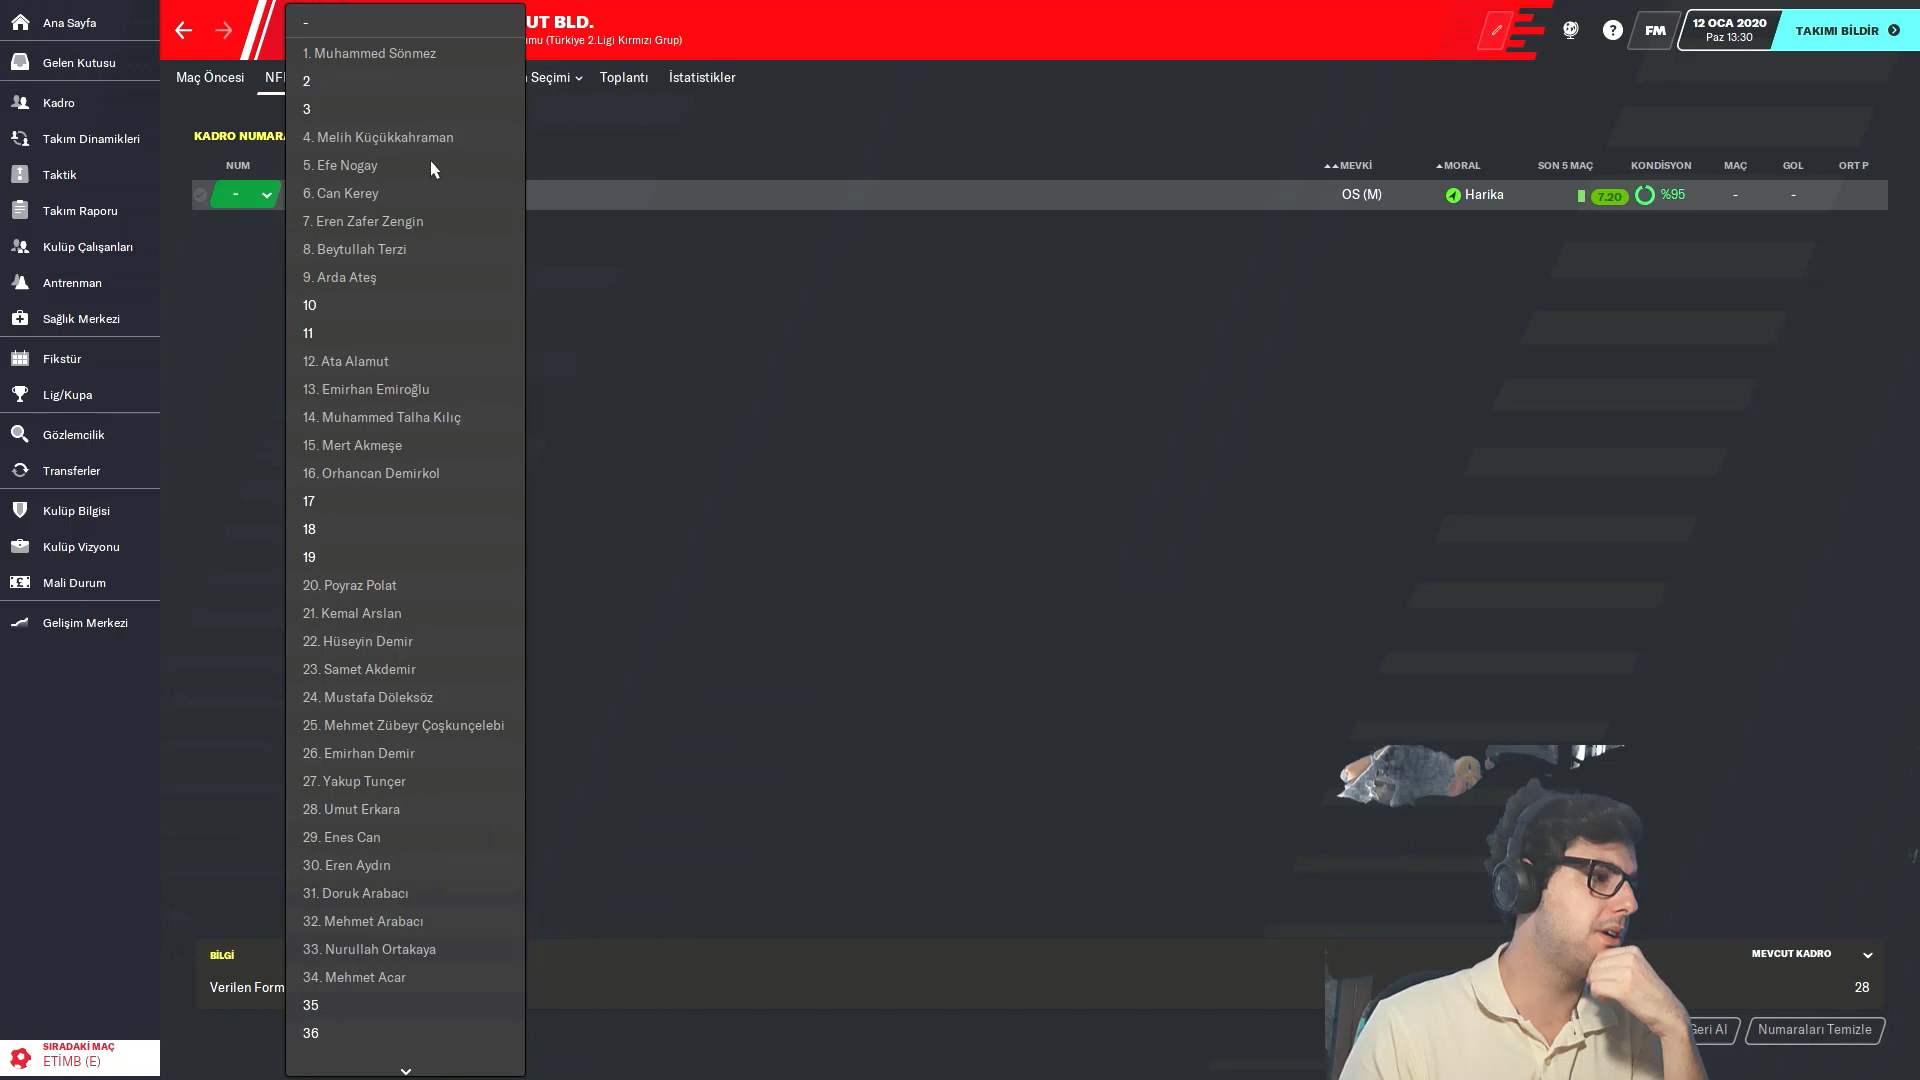 Ana Sayfa
Gelen Kutusu
Kadro
Takım Dinamikleri
Taktik
Takım Raporu
Kulüp Çalışanları
Antrenman
Sağlık Merkezi
Fikstür
Lig/Kupa
Gözlemcilik
Transferler
Kulüp Bilgisi
Kulüp Vizyonu
Mali Durum
Gelişim Merkezi
SIRADAKİ MAÇ
ETİMB (E)
UT BLD.
(Türkiye 2.Ligi Kırmızı Grup)
FM
12 OCA 2020
Paz 13:30
TAKIMI BİLDİR
Maç Öncesi
Seçimi
Toplantı
İstatistikler
KADRO NUMARA
NUM
MEVKİ
MORAL
SON 5 MAÇ
KONDİSYON
MAÇ
GOL
ORT P
-
OS (M)
Harika
7.20
%95
-
-
-
1. Muhammed Sönmez
2
3
4. Melih Küçükkahraman
5. Efe Nogay
6. Can Kerey
7. Eren Zafer Zengin
8. Beytullah Terzi
9. Arda Ateş
10
11
12. Ata Alamut
13. Emirhan Emiroğlu
14. Muhammed Talha Kılıç
15. Mert Akmeşe
16. Orhancan Demirkol
17
18
19
20. Poyraz Polat
21. Kemal Arslan
22. Hüseyin Demir
23. Samet Akdemir
24. Mustafa Döleksöz
25. Mehmet Zübeyr Çoşkunçelebi
26. Emirhan Demir
27. Yakup Tunçer
28. Umut Erkara
29. Enes Can
30. Eren Aydın
31. Doruk Arabacı
32. Mehmet Arabacı
33. Nurullah Ortakaya
34. Mehmet Acar
35
36
BİLGİ
Verilen Form
MEVCUT KADRO
28
Geri Al
Numaraları Temizle